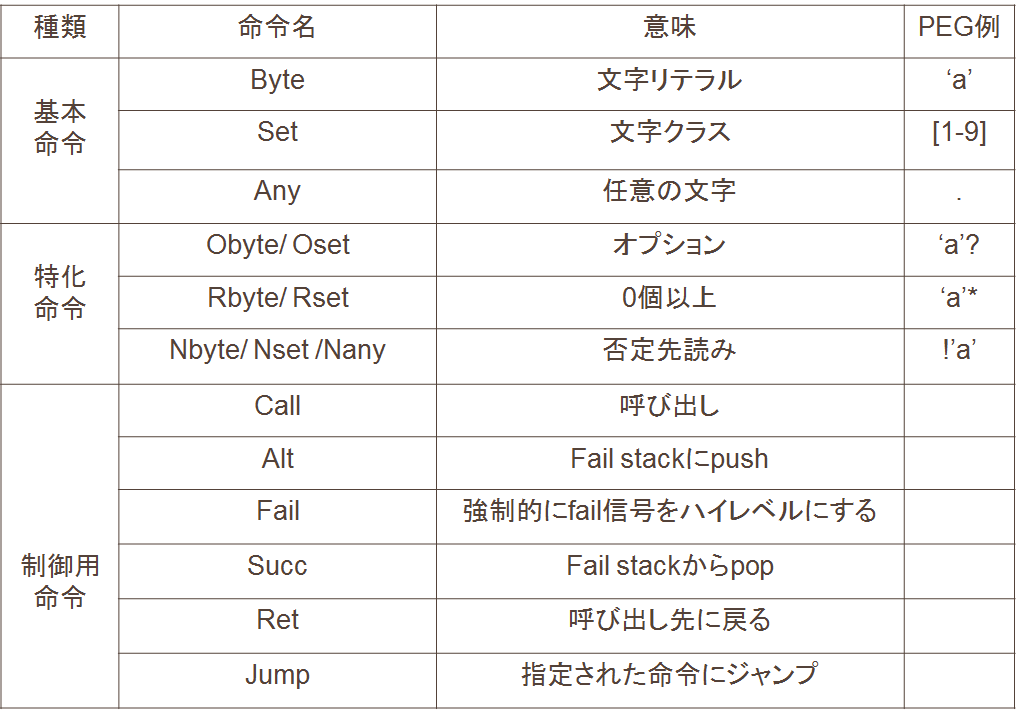 種類 命令名 意味 PEG例
基本
命令
Byte 文字リテラル ‘a’
Set 文字クラス [1-9]
Any 任意の文字 .
特化
命令
Obyte/ Oset オプション ‘a’?
Rbyte/ Rset 0個以上 ‘a’*
Nbyte/ Nset /Nany 否定先読み !’a’
制御用
命令
Call 呼び出し
Alt Fail stackにpush
Fail 強制的にfail信号をハイレベルにする
Succ Fail stackからpop
Ret 呼び出し先に戻る
Jump 指定された命令にジャンプ